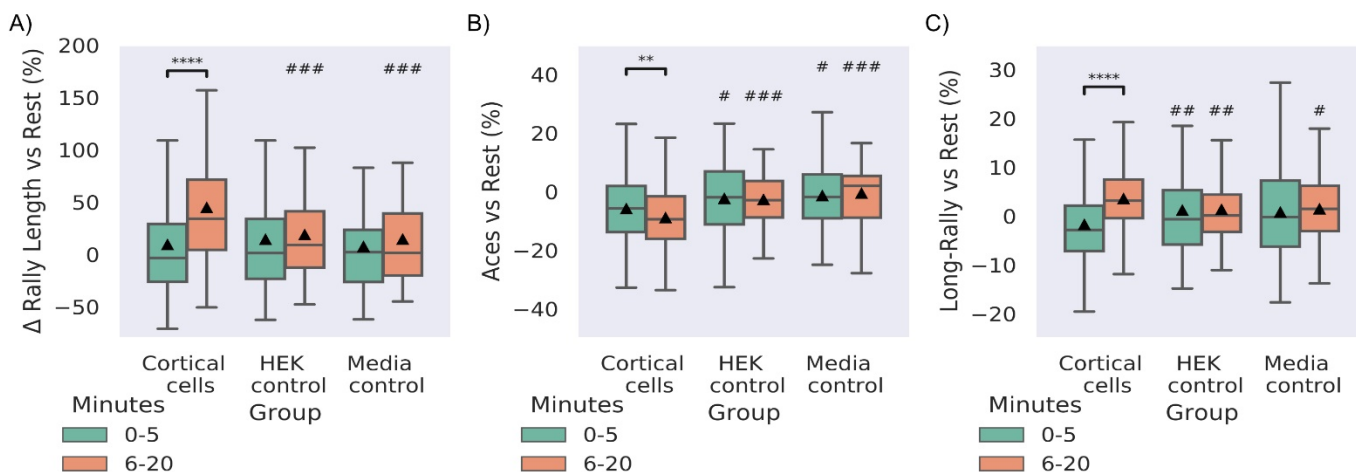 A)
Δ Rally Length vs Rest (%)
200
150
100
50
0
−50
****
###
###
Cortical cells
HEK control
Media control
Group
Minutes
0-5
6-20
B)
Aces vs Rest (%)
40
20
0
−20
−40
**
#
###
#
###
Cortical cells
HEK control
Media control
Group
Minutes
0-5
6-20
C)
Long-Rally vs Rest (%)
30
20
10
0
−10
−20
****
##
##
#
Cortical cells
HEK control
Media control
Group
Minutes
0-5
6-20